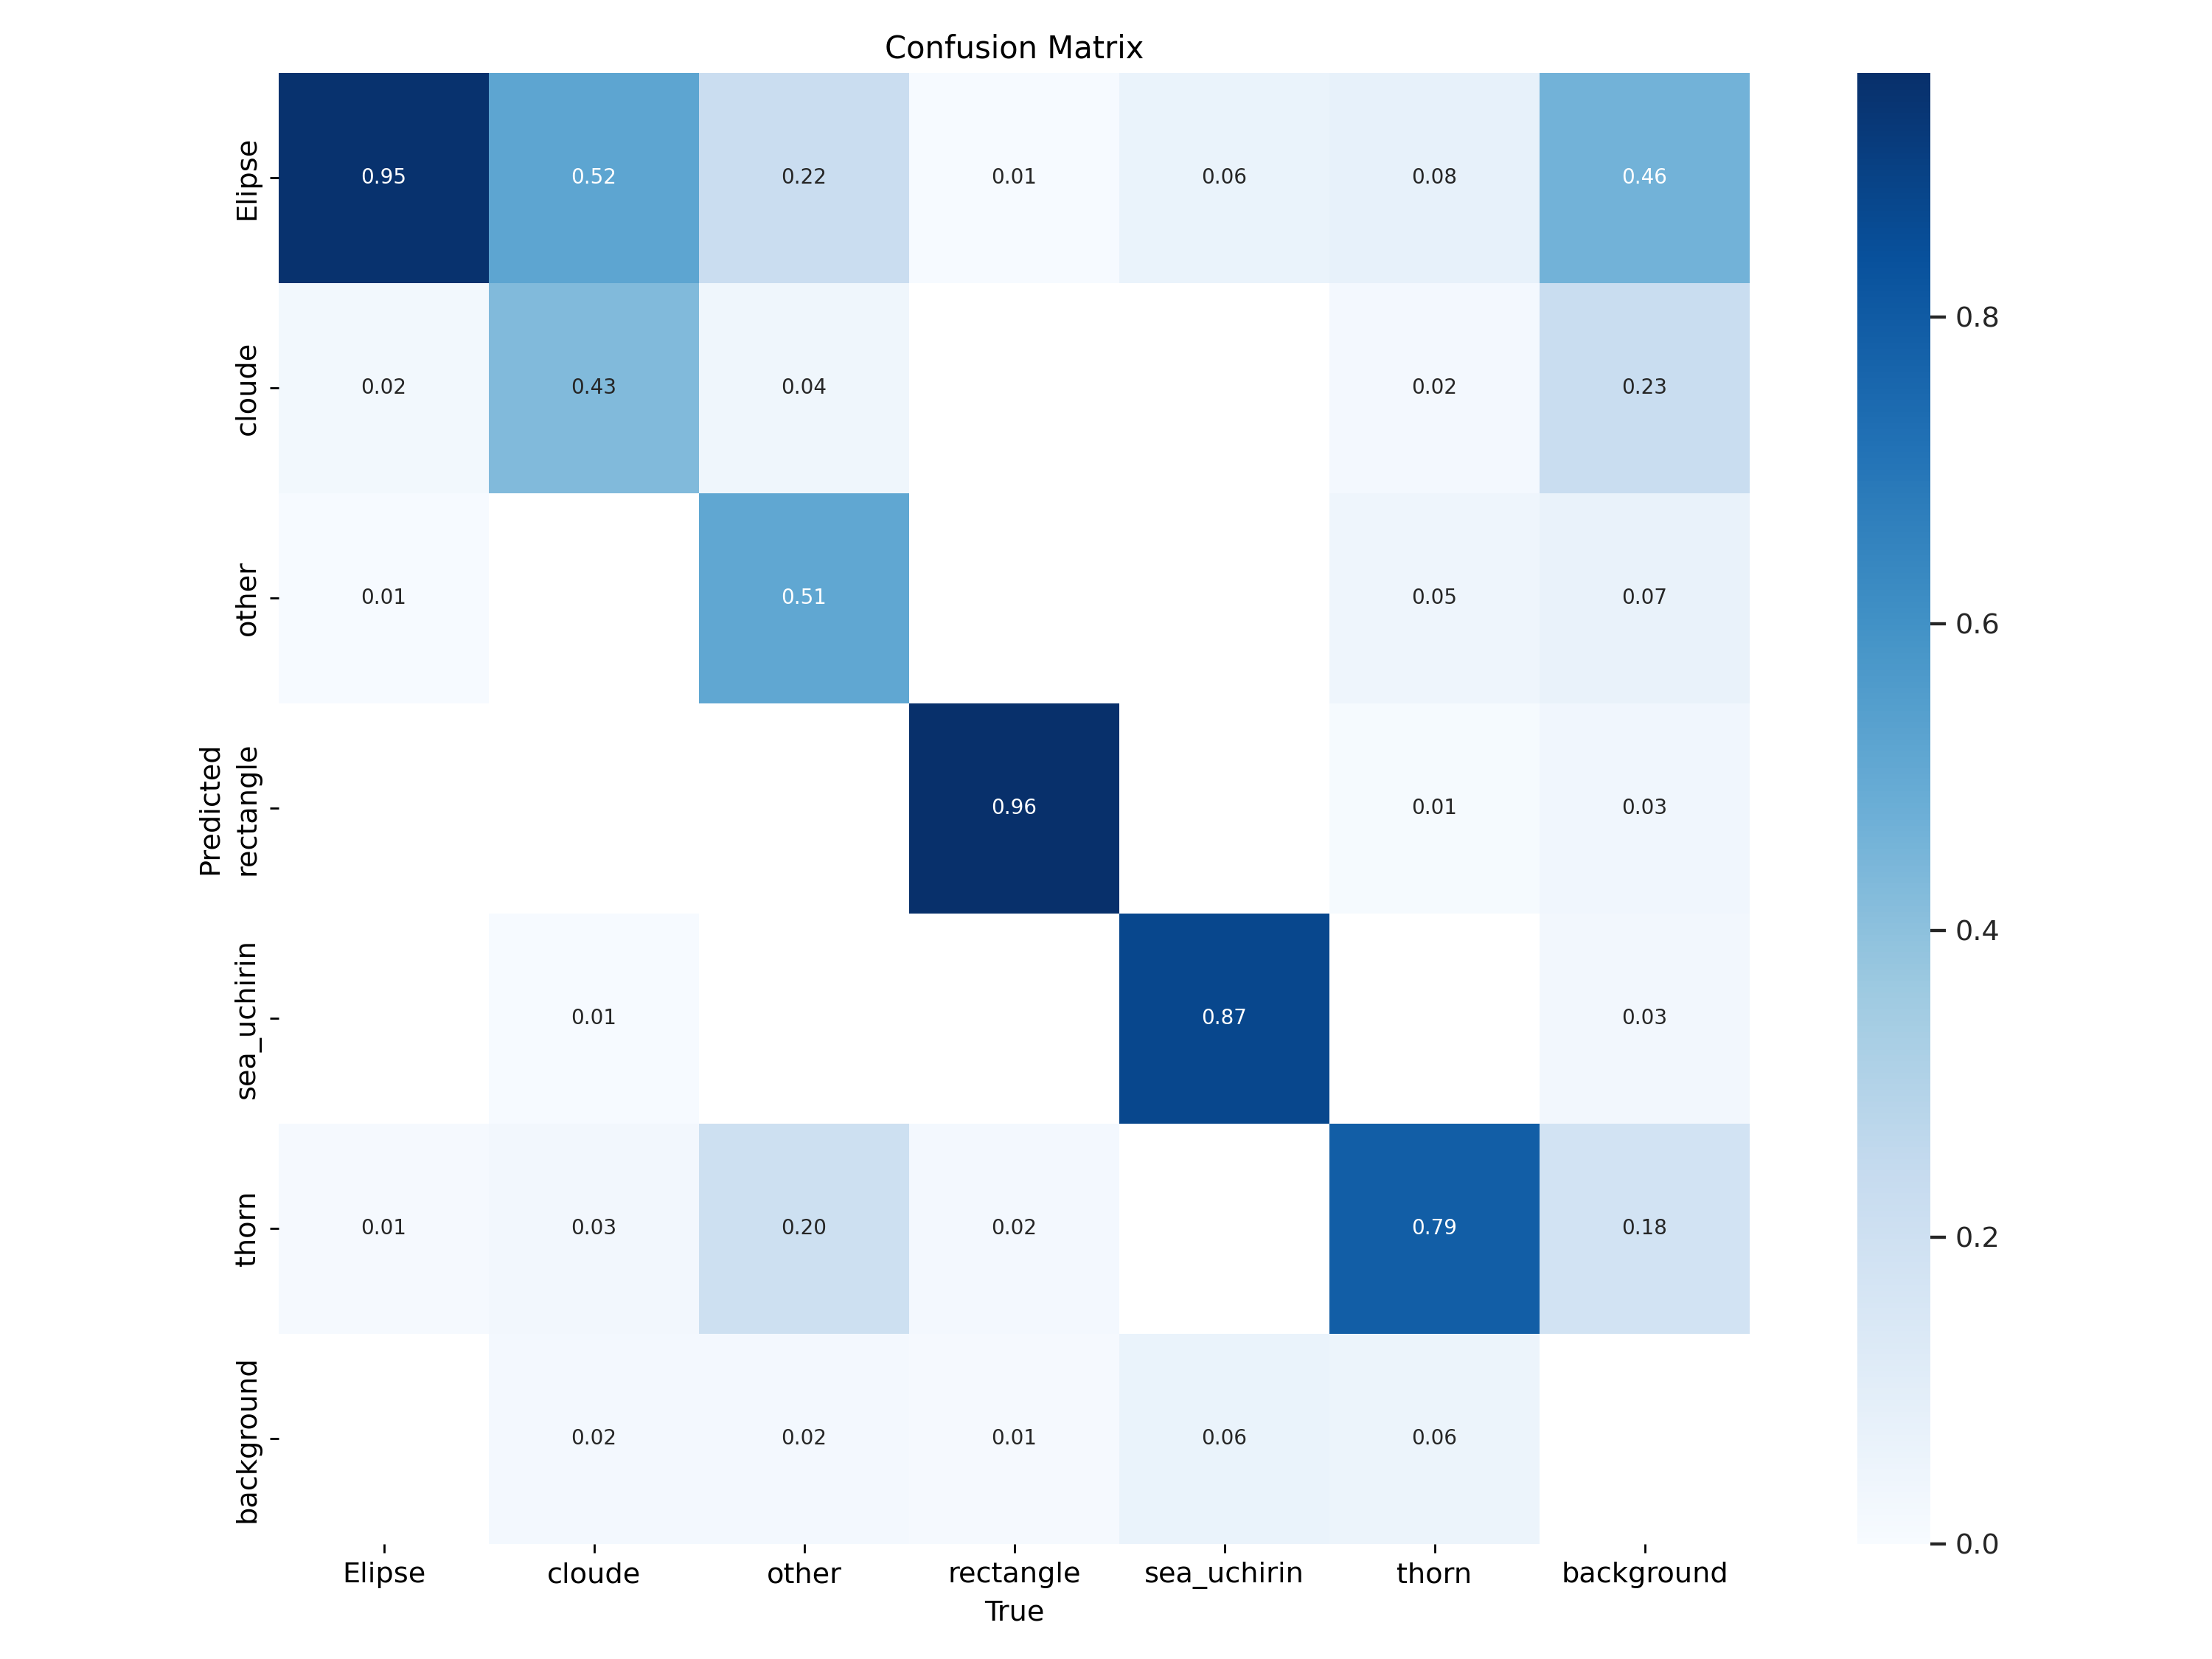 Confusion Matrix
Elipse 0.95 0.52 0.22 0.01 0.06 0.08 0.46
cloude 0.02 0.43 0.04 0.02 0.23
other 0.01 0.51 0.05 0.07
Predicted
rectangle 0.96 0.01 0.03
sea_uchirin 0.01 0.87 0.03
thorn 0.01 0.03 0.20 0.02 0.79 0.18
background 0.02 0.02 0.01 0.06 0.06
Elipse cloude other rectangle sea_uchirin thorn background
True
0.8
0.6
0.4
0.2
0.0